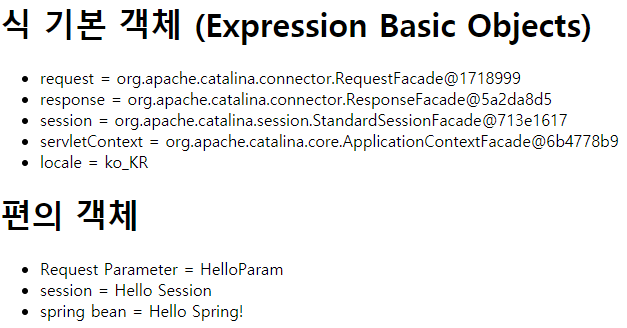 식 기본 객체 (Expression Basic Objects)
request = org.apache.catalina.connector.RequestFacade@1718999
response = org.apache.catalina.connector.ResponseFacade@5a2da8d5
session = org.apache.catalina.session.StandardSessionFacade@713e1617
servletContext = org.apache.catalina.core.ApplicationContextFacade@6b4778b9
locale = ko_KR
편의 객체
Request Parameter = HelloParam
session = Hello Session
spring bean = Hello Spring!